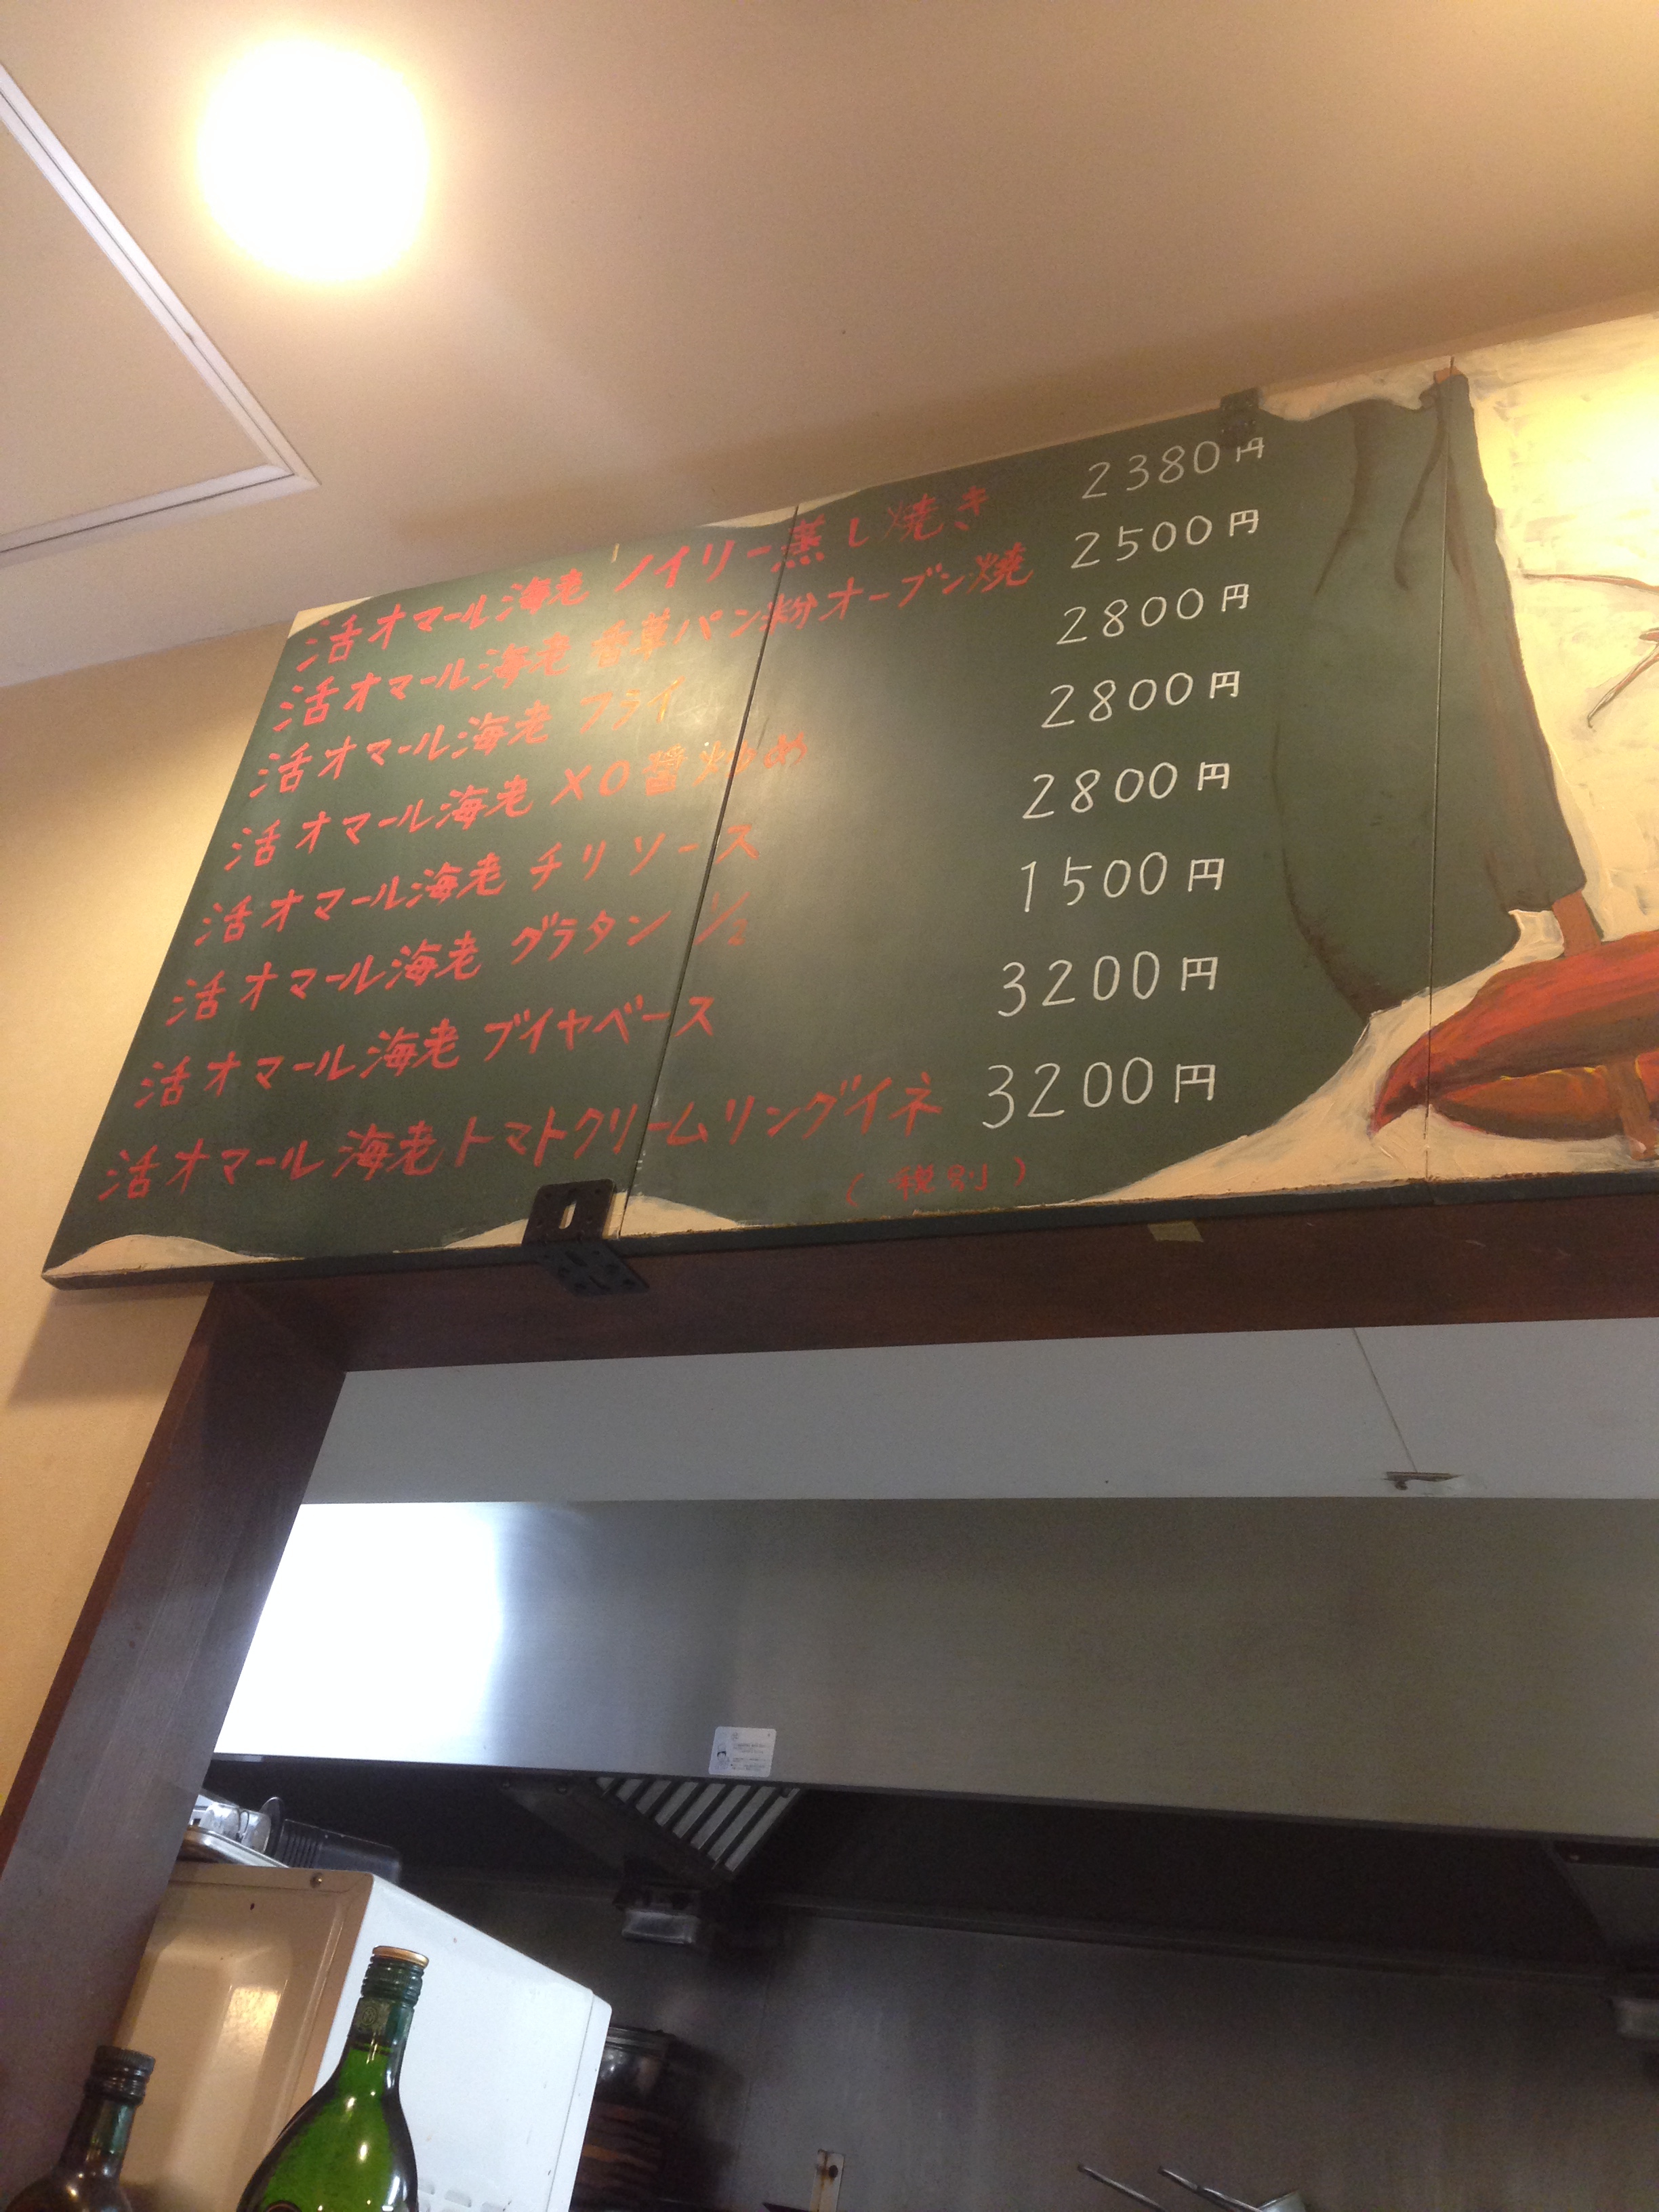 活オマール海老 ノイリー蒸し焼き 2380円
活オマール海老 香草パン粉オーブン焼 2500円
活オマール海老 フライ 2800円
活オマール海老 XO醤炒め 2800円
活オマール海老 チリソース 2800円
活オマール海老 グラタン 1/2 1500円
活オマール海老 ブイヤベース 3200円
活オマール海老 トマトクリームリングイネ 3200円
(税別)